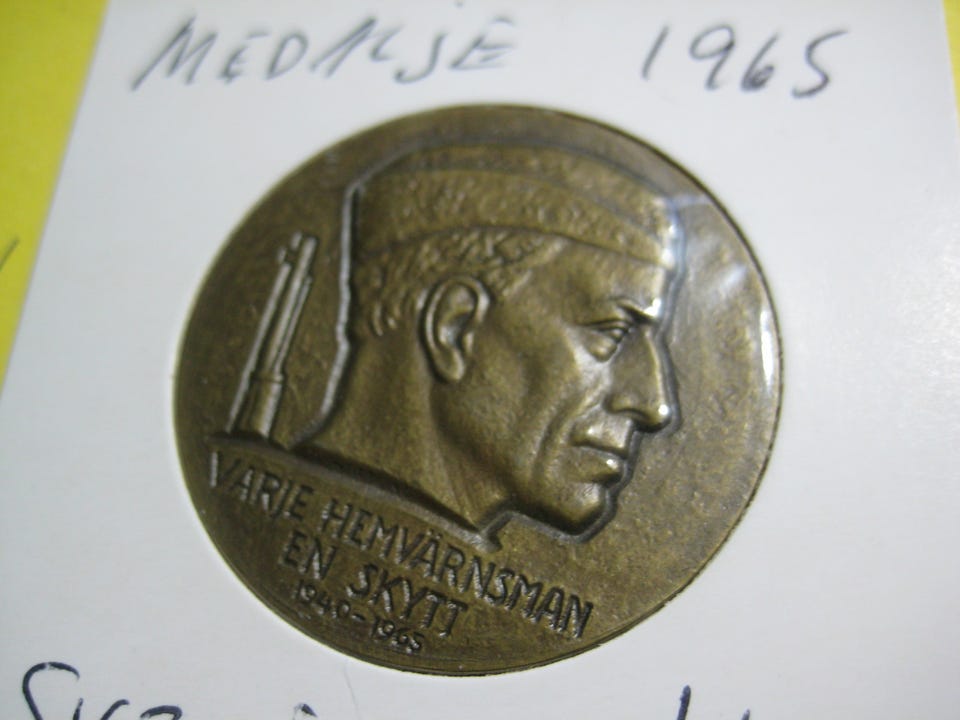 MEDALJE 1965
VARJE HEMVÄRNSMAN
EN SKYTT
1940-1965